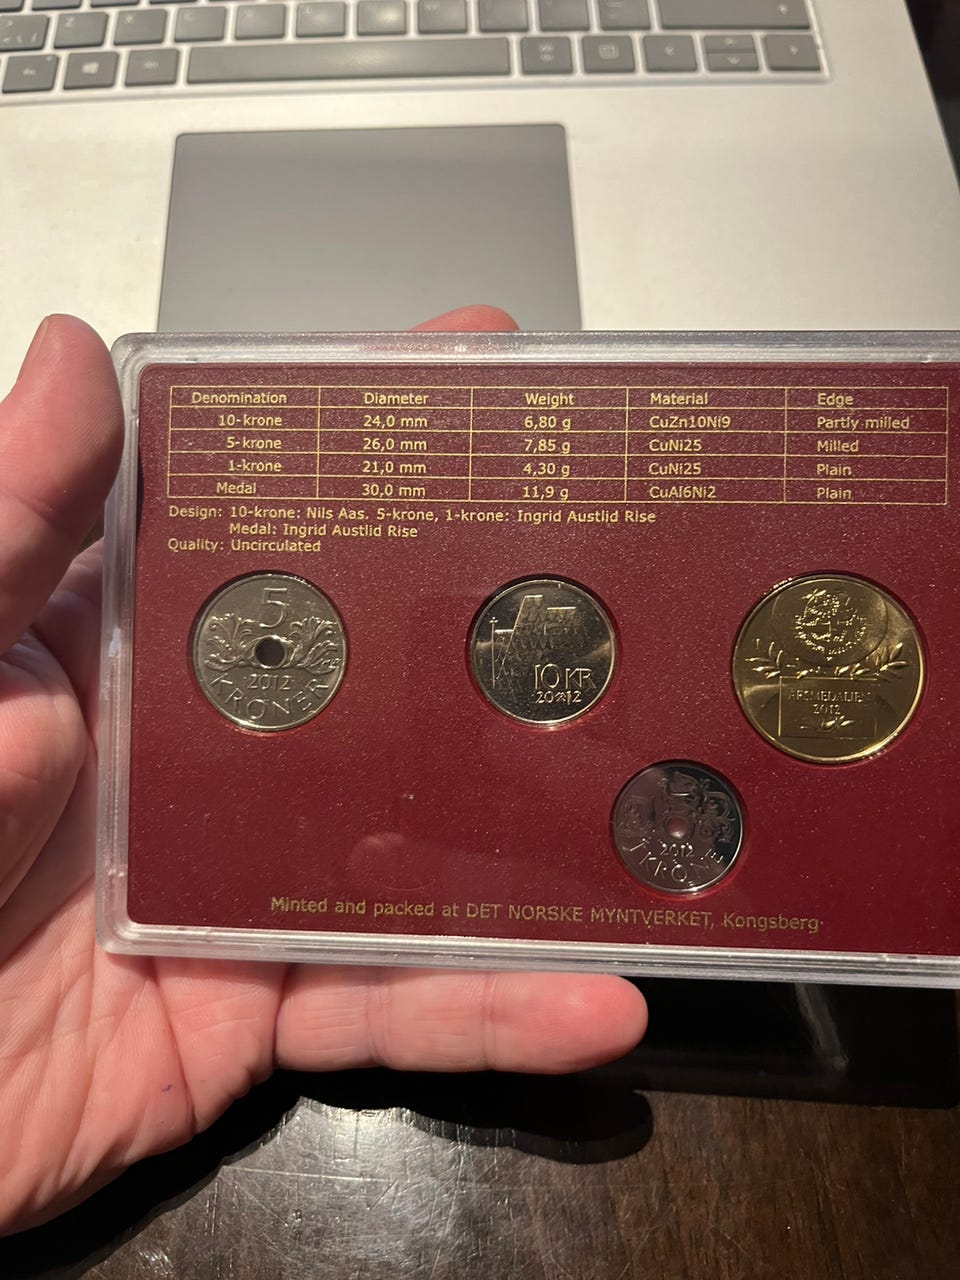 Denomination Diameter Weight Material Edge
10-krone 24,0 mm 6,80 g CuZn10Ni9 Partly milled
5-krone 26,0 mm 7,85 g CuNi25 Milled
1-krone 21,0 mm 4,30 g CuNi25 Plain
Medal 30,0 mm 11,9 g CuAl6Ni2 Plain
Design: 10-krone: Nils Aas. 5-krone, 1-krone: Ingrid Austlid Rise
Medal: Ingrid Austlid Rise
Quality: Uncirculated
5
2012
KRONER
10 KR
20 12
ÅRSMEDALJEN
2012
2012
1 KRONE
Minted and packed at DET NORSKE MYNTVERKET, Kongsberg